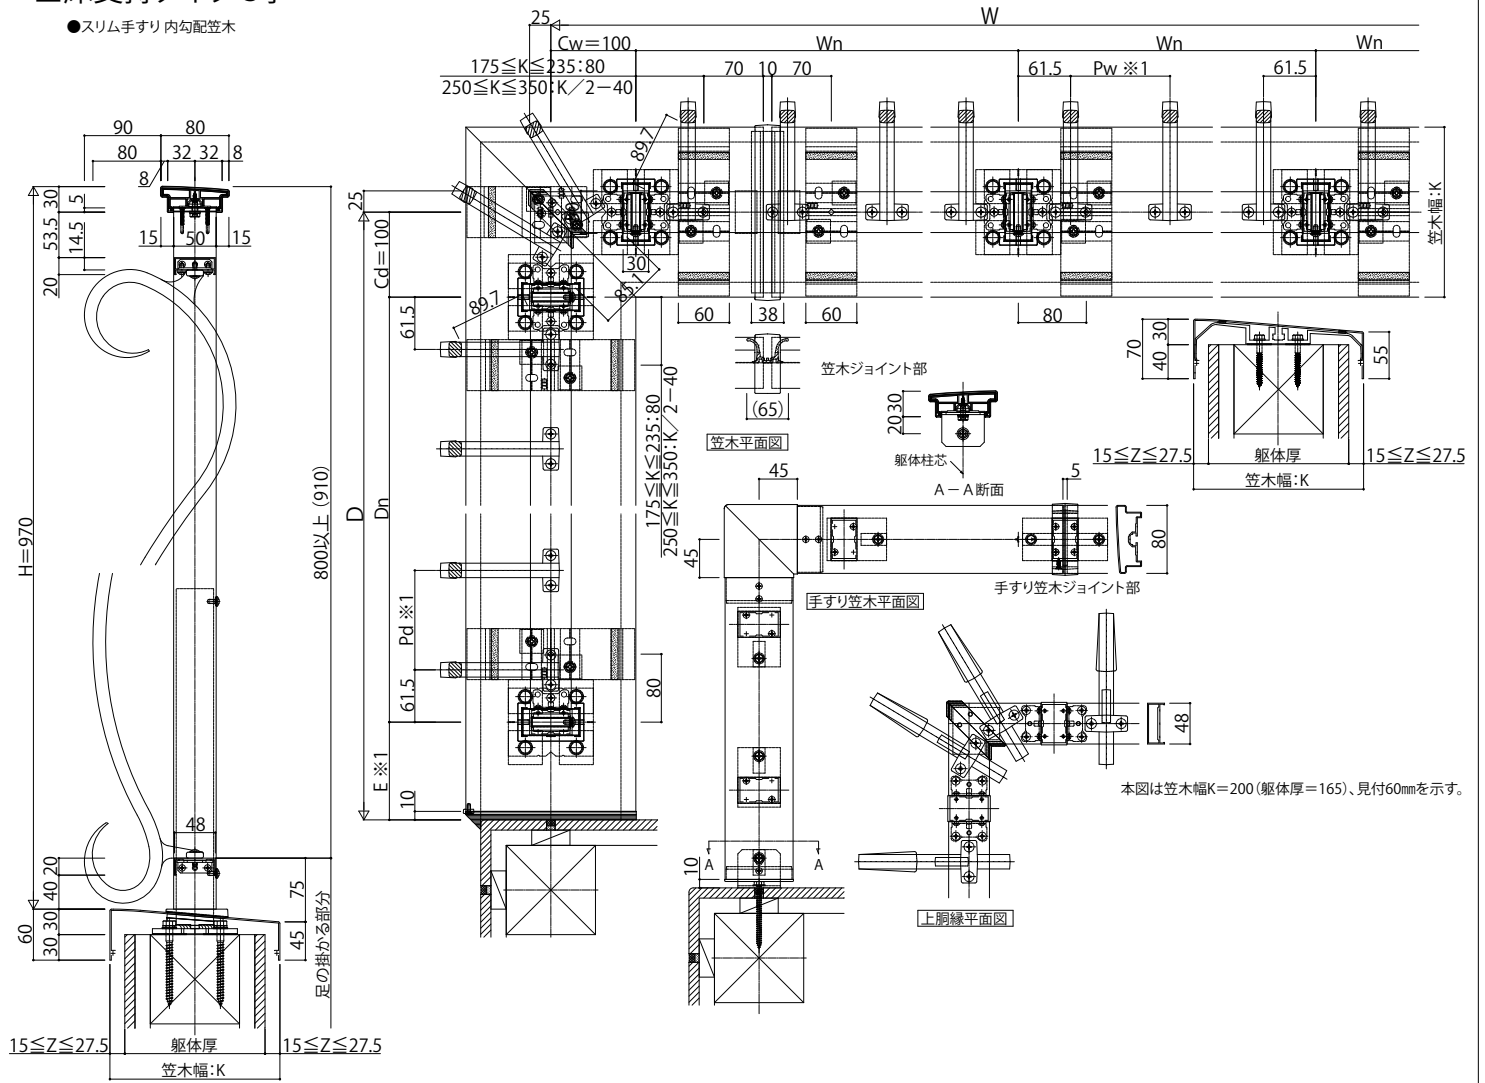 ●スリム手すり 内勾配笠木
25
W
Cw=100
Wn
Wn
Wn
175≦K≦235:80
250≦K≦350:K/2-40
70
10
70
61.5
Pw ※1
61.5
90
80
80
32
32
8
8
30
5
53.5
14.5
20
15
50
15
H=970
800以上 (910)
48
20
40
30
30
60
75
45
足の掛かる部分
15≦Z≦27.5
躯体厚
15≦Z≦27.5
笠木幅:K
25
Cd=100
61.5
D
Dn
Pd ※1
61.5
E ※1
10
89.7
89.7
85.1
30
60
38
60
80
笠木幅:K
175≦K≦235:80
250≦K≦350:K/2-40
80
(65)
笠木ジョイント部
笠木平面図
30
20
躯体柱芯
A-A断面
70
30
40
55
15≦Z≦27.5
躯体厚
15≦Z≦27.5
笠木幅:K
45
5
45
80
手すり笠木ジョイント部
手すり笠木平面図
10
A
A
48
上胴縁平面図
本図は笠木幅K=200(躯体厚=165)、見付60㎜を示す。